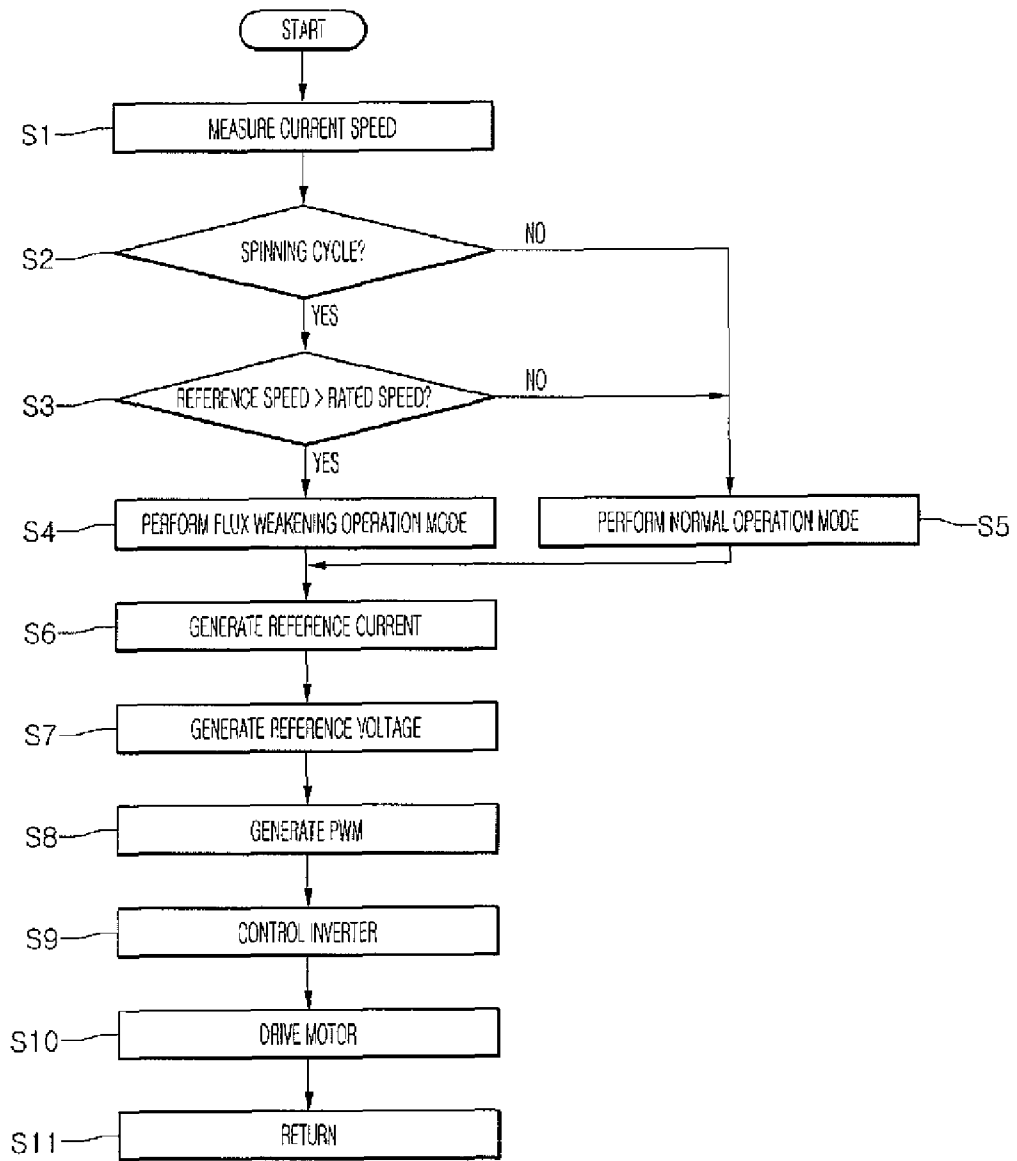 START
S1
MEASURE CURRENT SPEED
S2
SPINNING CYCLE?
NO
YES
S3
REFERENCE SPEED > RATED SPEED?
NO
YES
S4
PERFORM FLUX WEAKENING OPERATION MODE
PERFORM NORMAL OPERATION MODE
S5
S6
GENERATE REFERENCE CURRENT
S7
GENERATE REFERENCE VOLTAGE
S8
GENERATE PWM
S9
CONTROL INVERTER
S10
DRIVE MOTOR
S11
RETURN